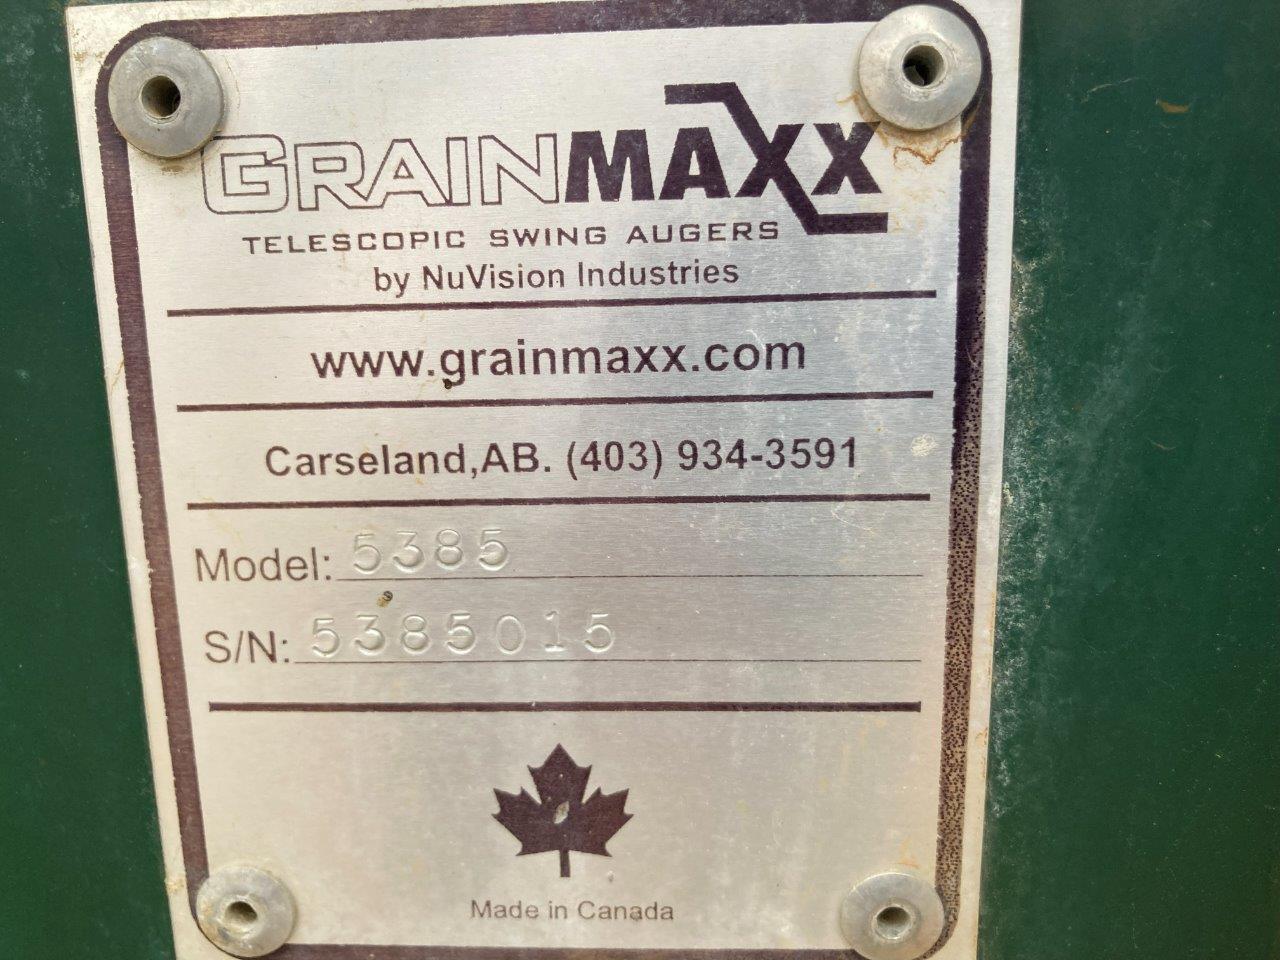 GRAINMAXX
TELESCOPIC SWING AUGERS
by NuVision Industries
www.grainmaxx.com
Carseland,AB. (403) 934-3591
Model: 5385
S/N: 5385015
Made in Canada